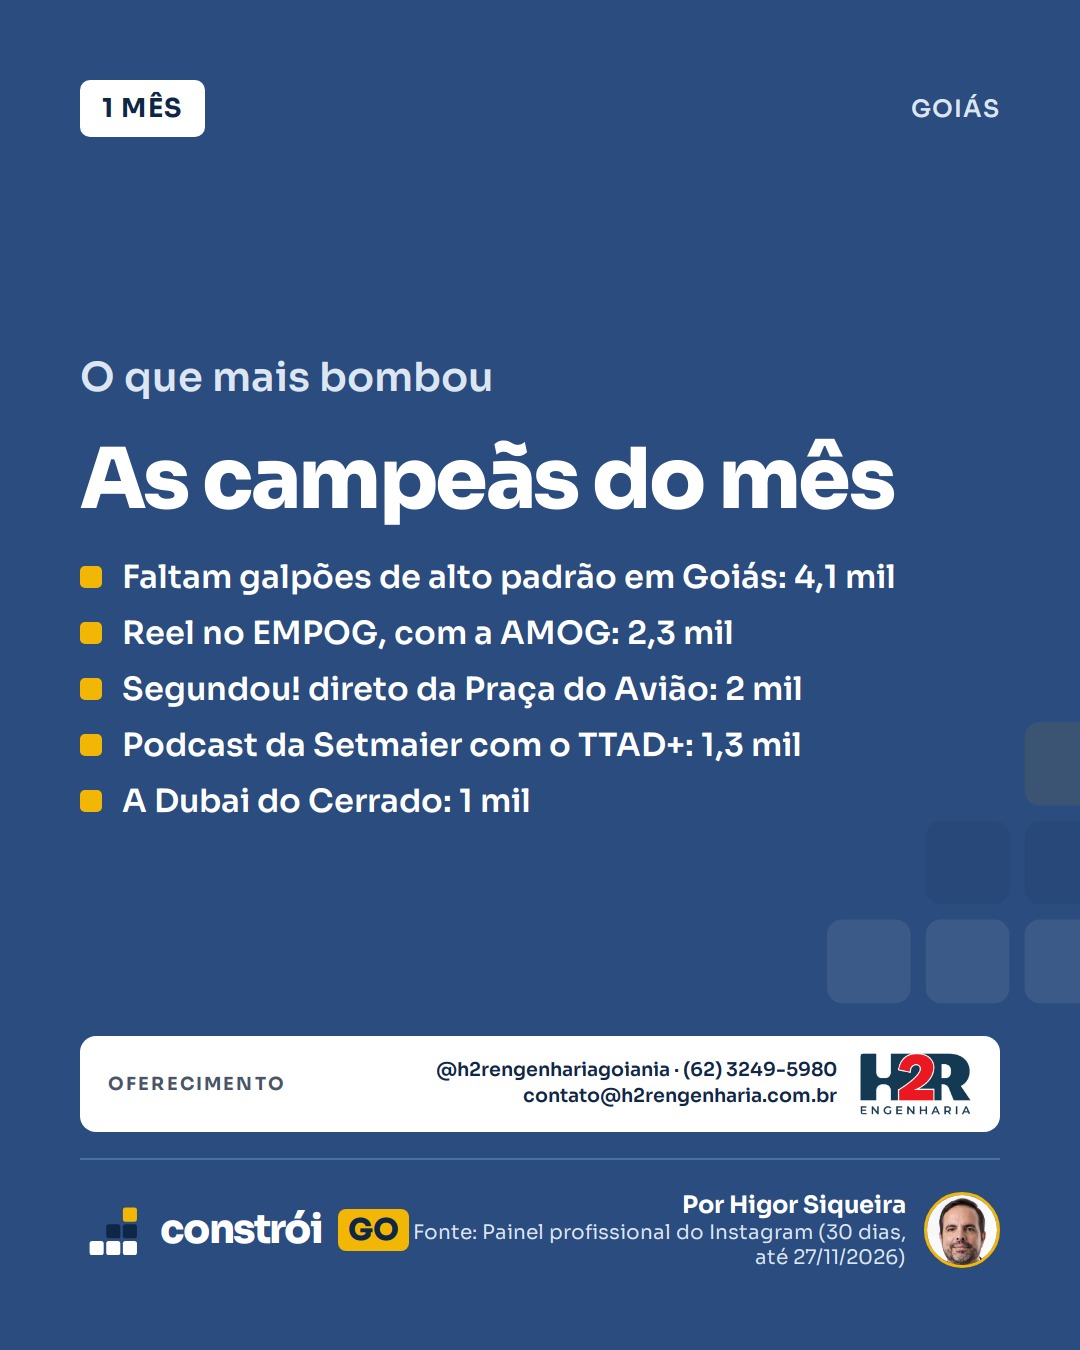 1 MÊS
GOIÁS
O que mais bombou
As campeãs do mês
Faltam galpões de alto padrão em Goiás: 4,1 mil
Reel no EMPOG, com a AMOG: 2,3 mil
Segundou! direto da Praça do Avião: 2 mil
Podcast da Setmaier com o TTAD+: 1,3 mil
A Dubai do Cerrado: 1 mil
OFERECIMENTO
@h2rengenhariagoiania · (62) 3249-5980
contato@h2rengenharia.com.br
H2R
ENGENHARIA
constrói GO
Por Higor Siqueira
Fonte: Painel profissional do Instagram (30 dias,
até 27/11/2026)